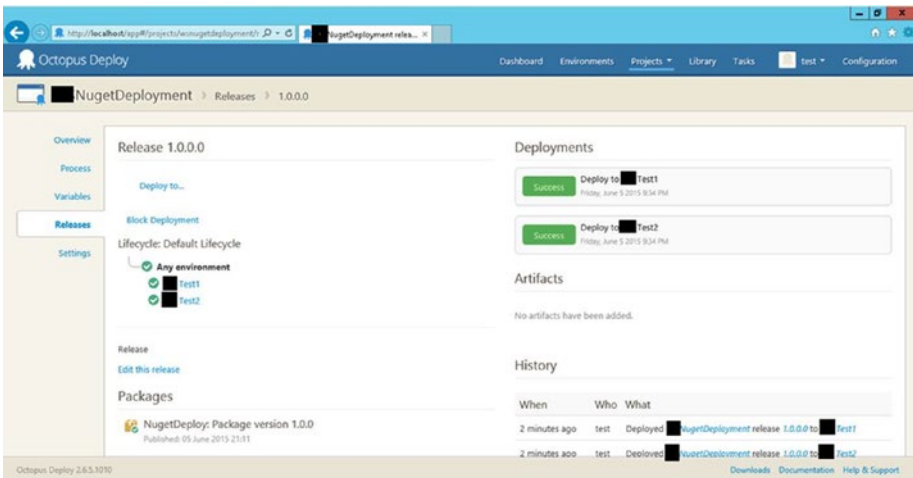 http://localhost/app#/projects/wsnugetdeployment/r
NugetDeployment relea...
Octopus Deploy
Dashboard Environments Projects Library Tasks test Configuration
NugetDeployment Releases 1.0.0.0
Overview
Process
Variables
Releases
Settings
Release 1.0.0.0
Deploy to...
Block Deployment
Lifecycle: Default Lifecycle
Any environment
Test1
Test2
Release
Edit this release
Packages
NugetDeploy: Package version 1.0.0
Published: 05 June 2015 21:11
Deployments
Success
Deploy to Test1
Friday, June 5 2015 9:34 PM
Success
Deploy to Test2
Friday, June 5 2015 9:34 PM
Artifacts
No artifacts have been added.
History
When Who What
2 minutes ago test Deployed NugetDeployment release 1.0.0.0 to Test1
2 minutes ago test Deployed NugetDeployment release 1.0.0.0 to Test2
Octopus Deploy 2.6.5.1010
Downloads Documentation Help & Support